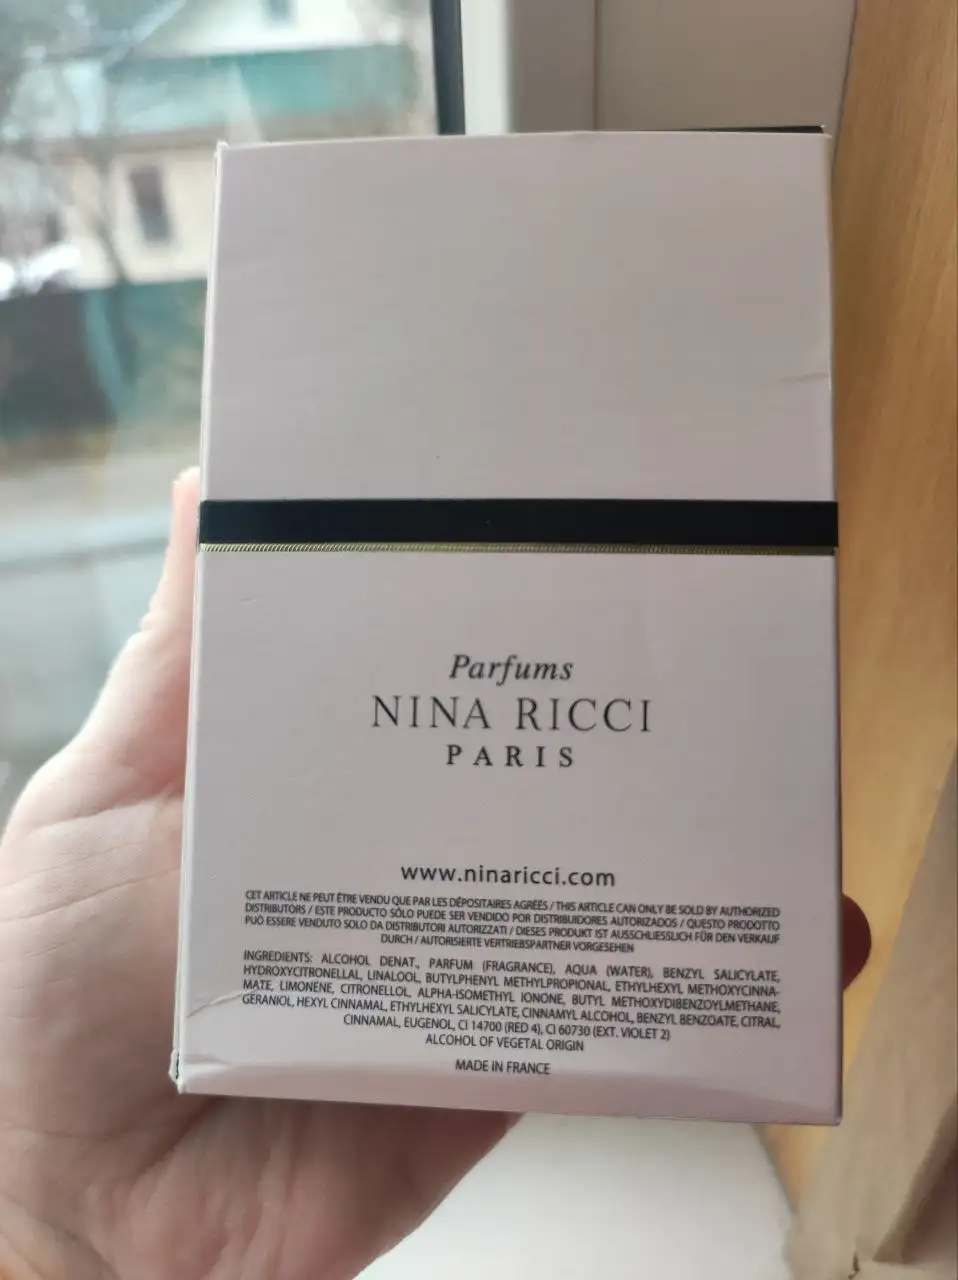 Parfums
NINA RICCI
PARIS
www.ninaricci.com
CET ARTICLE NE PEUT ÊTRE VENDU QUE PAR LES DÉPOSITAIRES AGRÉÉS / THIS ARTICLE CAN ONLY BE SOLD BY AUTHORIZED
DISTRIBUTORS / ESTE PRODUCTO SÓLO PUEDE SER VENDIDO POR DISTRIBUIDORES AUTORIZADOS / QUESTO PRODOTTO
PUÒ ESSERE VENDUTO SOLO DA DISTRIBUTORI AUTORIZZATI / DIESES PRODUKT IST AUSSCHLIESSLICH FÜR DEN VERKAUF
DURCH / AUTORISIERTE VERTRIEBSPARTNER VORGESEHEN
INGREDIENTS: ALCOHOL DENAT., PARFUM (FRAGRANCE), AQUA (WATER), BENZYL SALICYLATE,
HYDROXYCITRONELLAL, LINALOOL, BUTYLPHENYL METHYLPROPIONAL, ETHYLHEXYL METHOXYCINNA-
MATE, LIMONENE, CITRONELLOL, ALPHA-ISOMETHYL IONONE, BUTYL METHOXYDIBENZOYLMETHANE,
GERANIOL, HEXYL CINNAMAL, ETHYLHEXYL SALICYLATE, CINNAMYL ALCOHOL, BENZYL BENZOATE, CITRAL,
CINNAMAL, EUGENOL, CI 14700 (RED 4), CI 60730 (EXT. VIOLET 2)
ALCOHOL OF VEGETAL ORIGIN
MADE IN FRANCE